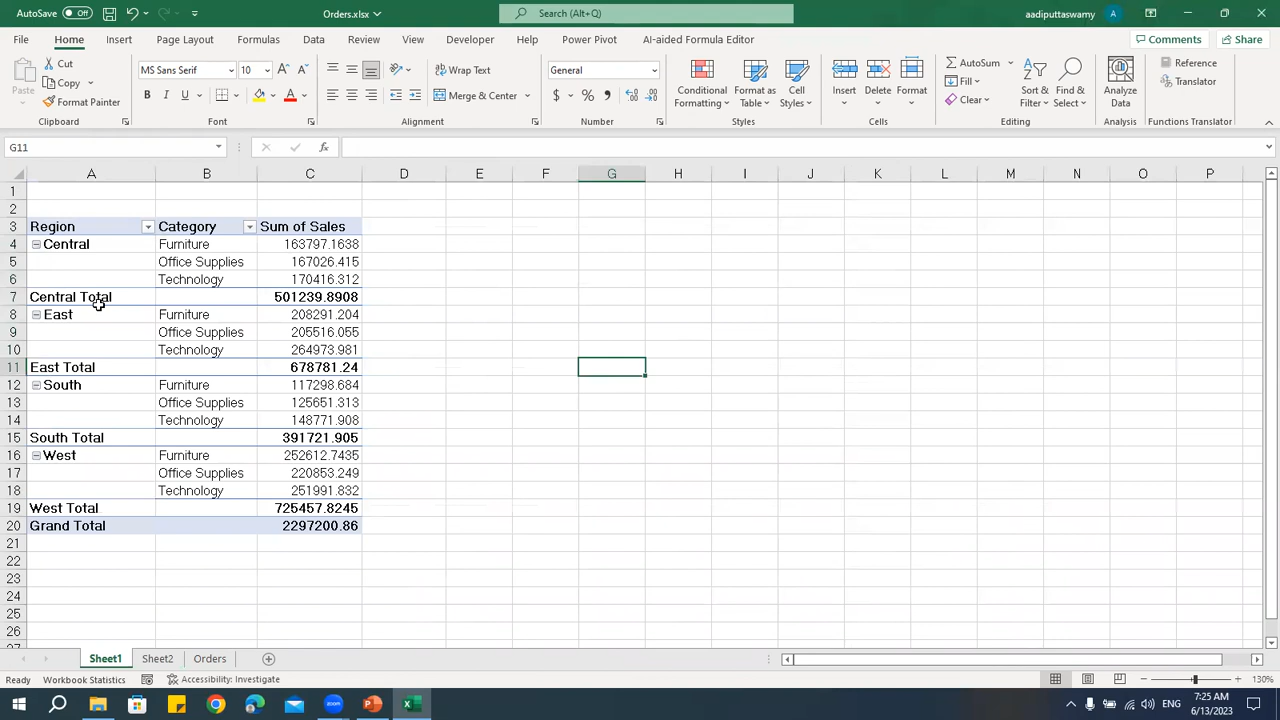 AutoSave Off Orders.xlsx Search (Alt+Q) aadiputtaswamy A
File Home Insert Page Layout Formulas Data Review View Developer Help Power Pivot AI-aided Formula Editor Comments Share
Paste Cut Copy Format Painter
MS Sans Serif 10 A A
B I U A
Wrap Text
Merge & Center
General
$ % 9
Conditional Formatting Format as Table Cell Styles
Insert Delete Format
AutoSum Fill Clear Sort & Filter Find & Select
Analyze Data
Reference Translator
Clipboard Font Alignment Number Styles Cells Editing Analysis Functions Translator
G11 fx
A B C D E F G H I J K L M N O P
1
2
3 Region Category Sum of Sales
4 Central Furniture 163797.1638
5 Office Supplies 167026.415
6 Technology 170416.312
7 Central Total 501239.8908
8 East Furniture 208291.204
9 Office Supplies 205516.055
10 Technology 264973.981
11 East Total 678781.24
12 South Furniture 117298.684
13 Office Supplies 125651.313
14 Technology 148771.908
15 South Total 391721.905
16 West Furniture 252612.7435
17 Office Supplies 220853.249
18 Technology 251991.832
19 West Total 725457.8245
20 Grand Total 2297200.86
21
22
23
24
25
26
Sheet1 Sheet2 Orders
Ready Workbook Statistics Accessibility: Investigate 130%
ENG 7:25 AM
6/13/2023